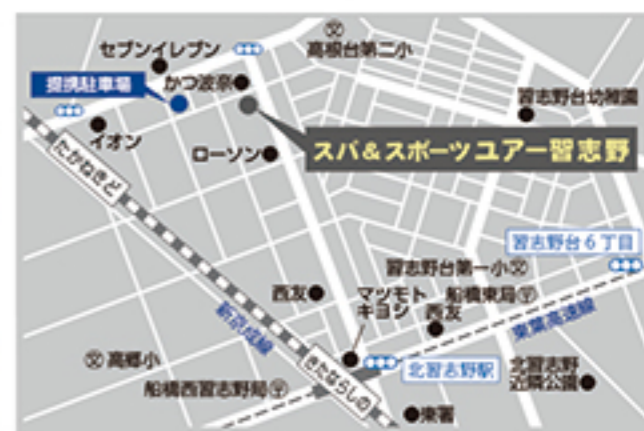 文
高根台第二小
セブンイレブン
提携駐車場
かつ波奈
習志野台幼稚園
イオン
ローソン
スパ&スポーツユアー習志野
たかねきど
習志野台6丁目
習志野台第一小文
西友
マツモト
キヨシ
船橋東局〒
西友
新京成線
東葉高速線
文高郷小
船橋西習志野局〒
きたならしの
北習志野駅
北習志野
近隣公園
東署